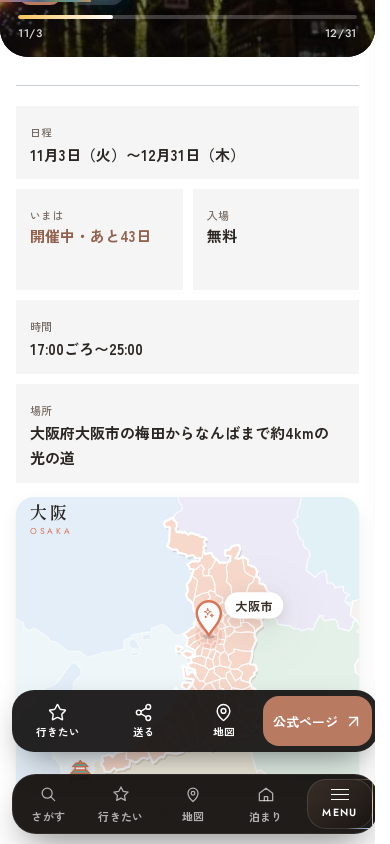 11/3
12/31
日程
11月3日（火）〜12月31日（木）
いまは
開催中・あと43日
入場
無料
時間
17:00ごろ〜25:00
場所
大阪府大阪市の梅田からなんばまで約4kmの
光の道
大阪
OSAKA
大阪市
行きたい
送る
地図
公式ページ
さがす
行きたい
地図
泊まり
MENU